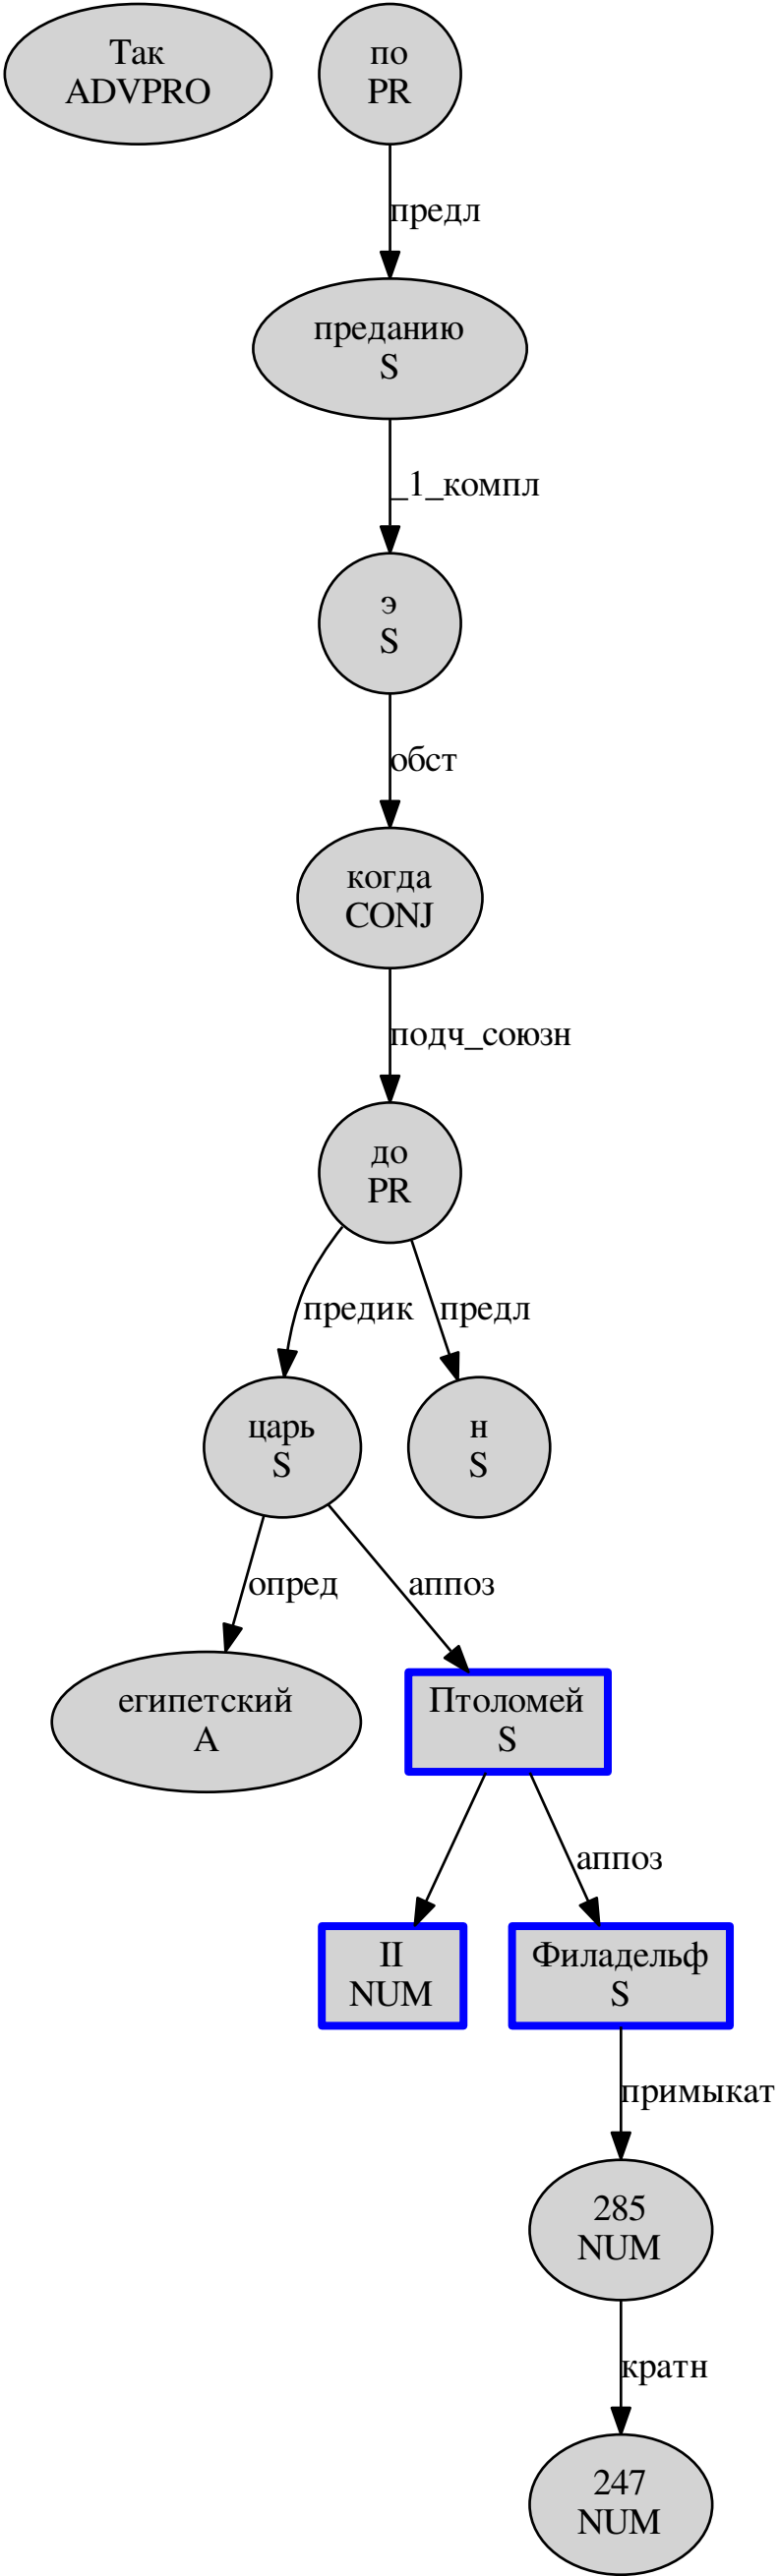 Так
ADVPRO
по
PR
предл
преданию
S
_1_компл
э
S
обст
когда
CONJ
подч_союзн
до
PR
предик
предл
царь
S
н
S
опред
аппоз
египетский
A
Птоломей
S
аппоз
II
NUM
Филадельф
S
примыкат
285
NUM
кратн
247
NUM